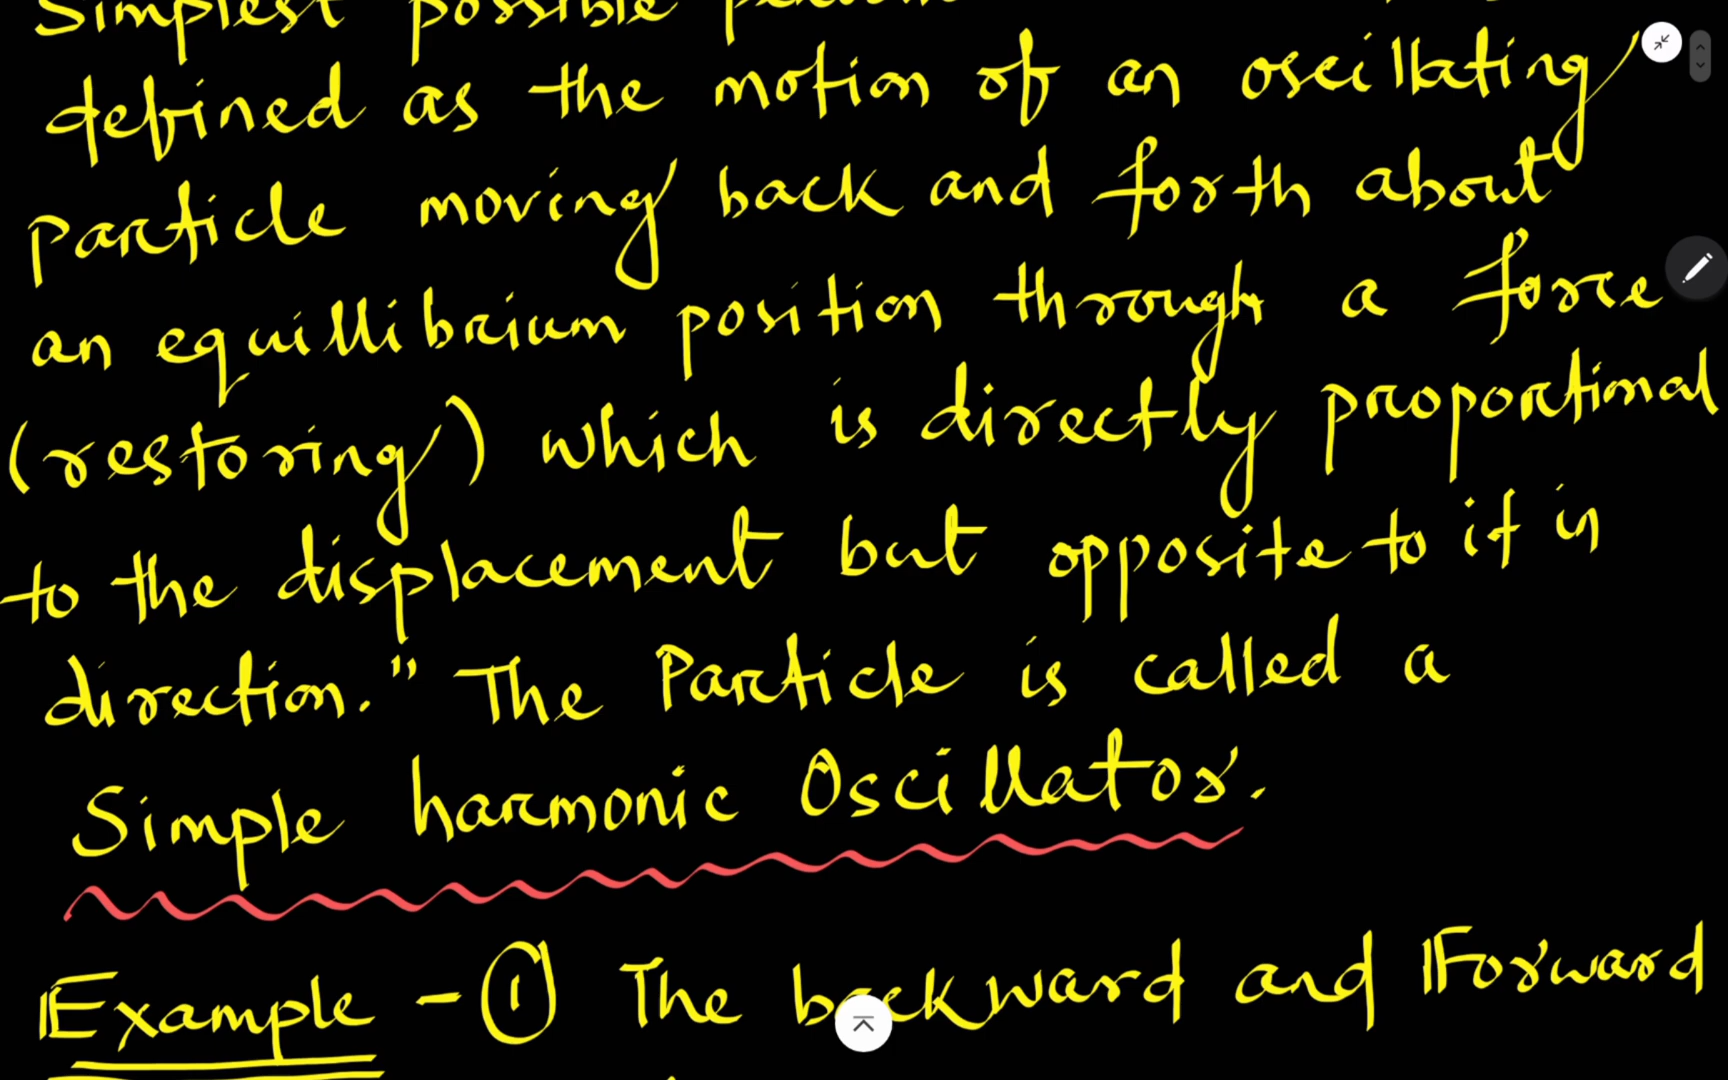 Simplest possible
defined as the motion of an oscillating
particle moving back and forth about
an equillibrium position through a force
(restoring) which is directly proportional
to the displacement but opposite to it in
direction." The Particle is called a
Simple harmonic Oscillator.
Example - ① The backward and Forward